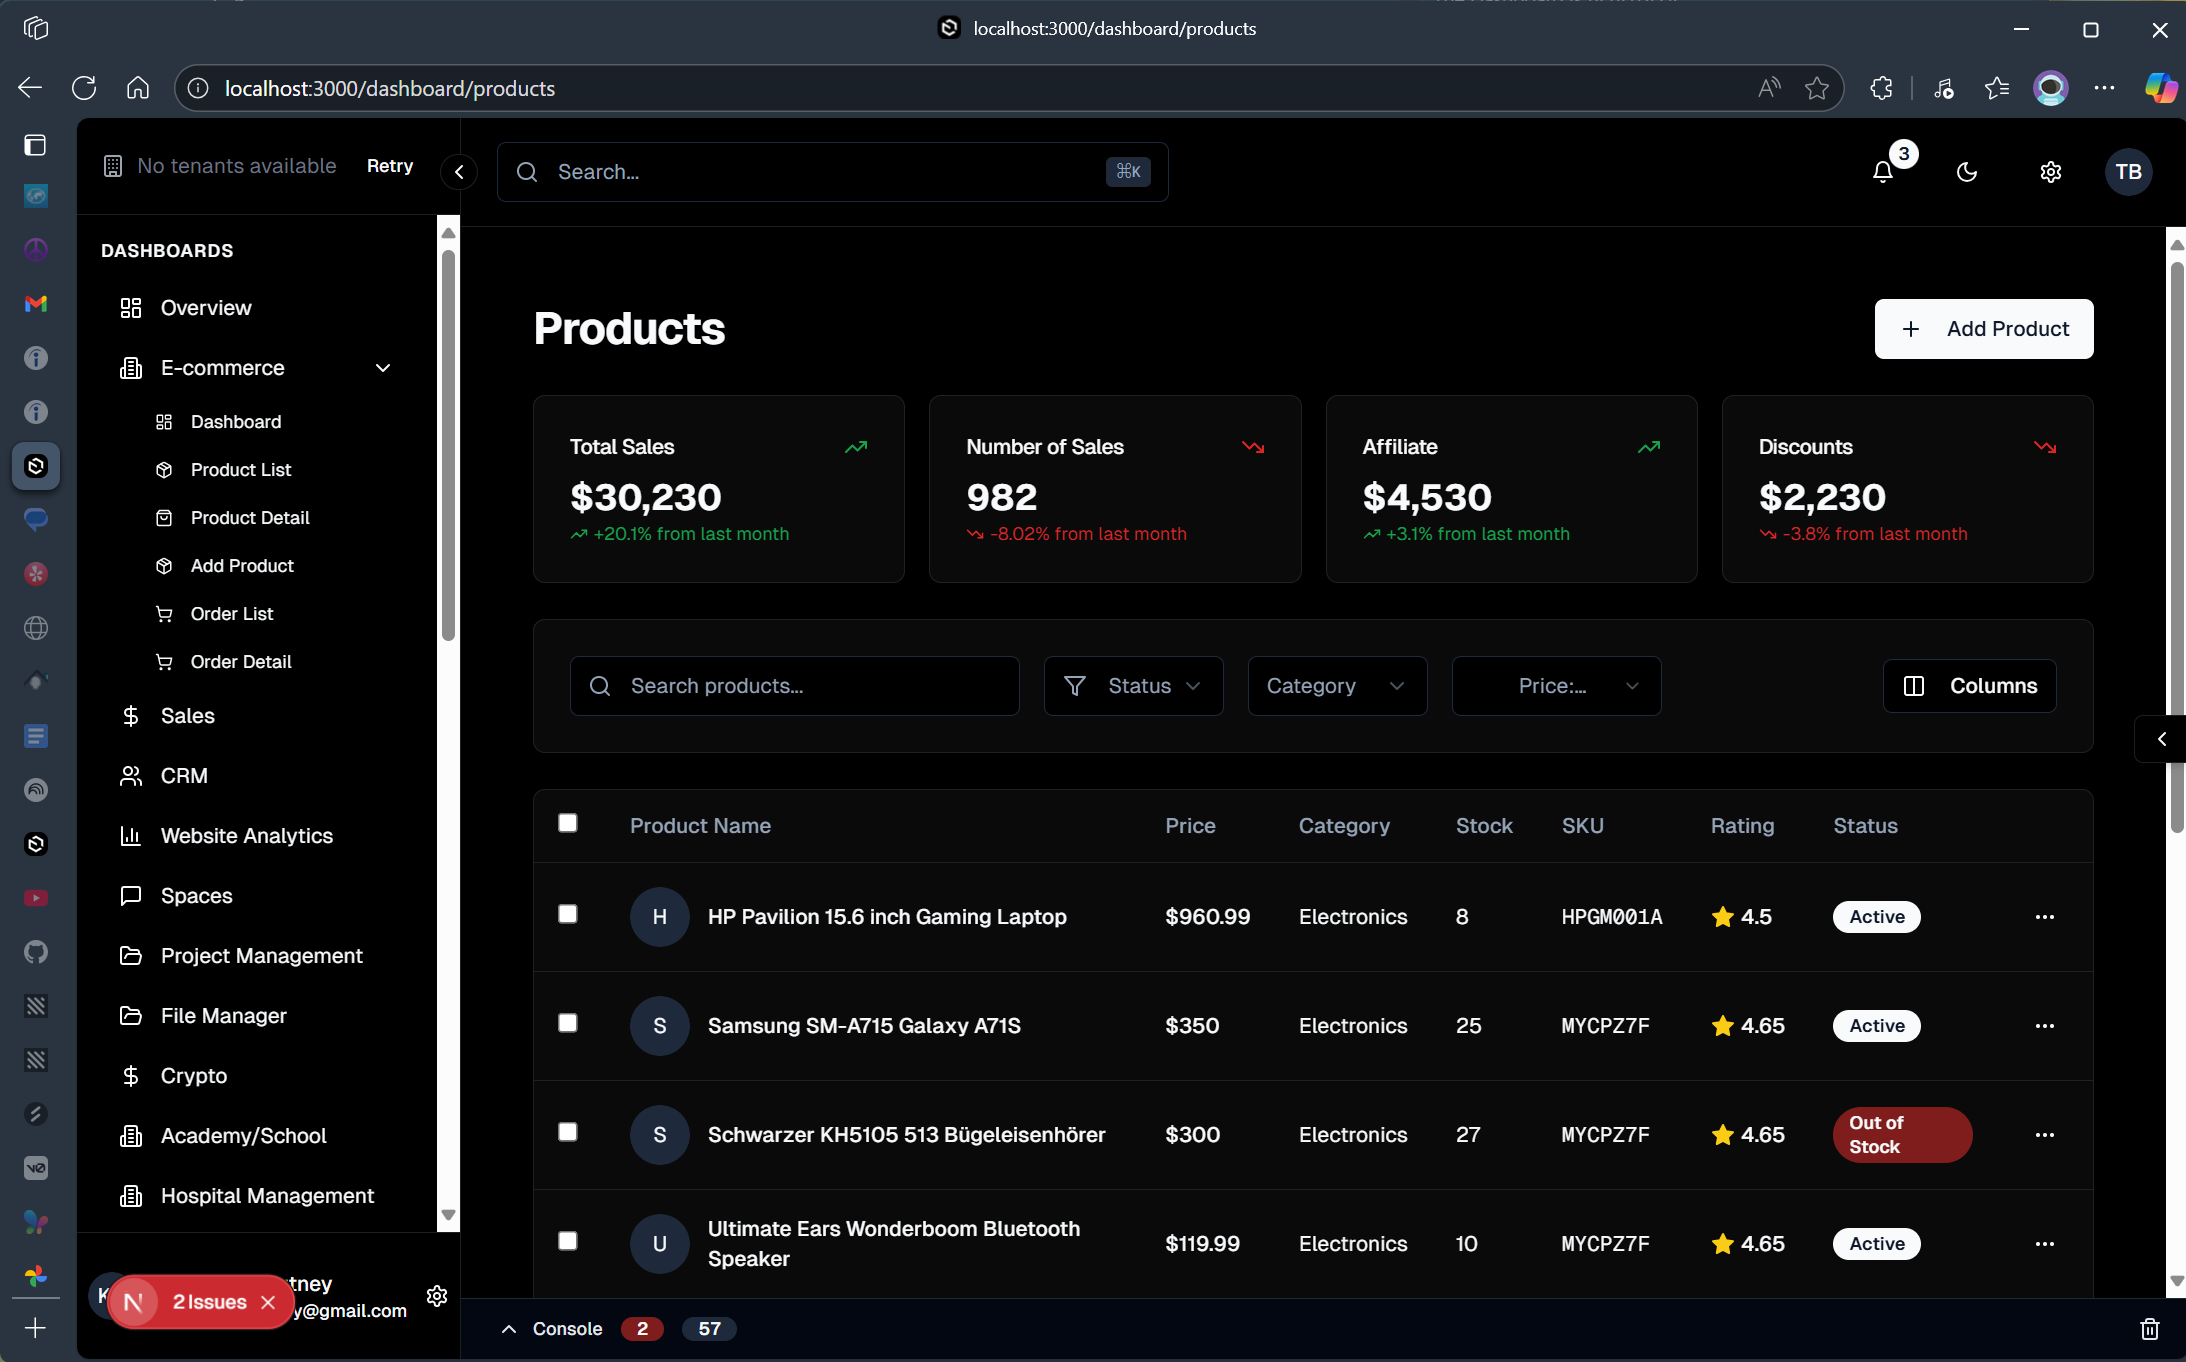 localhost:3000/dashboard/products
localhost:3000/dashboard/products
No tenants available
Retry
Search...
⌘K
3
TB
DASHBOARDS
Overview
E-commerce
Dashboard
Product List
Product Detail
Add Product
Order List
Order Detail
Sales
CRM
Website Analytics
Spaces
Project Management
File Manager
Crypto
Academy/School
Hospital Management
2 Issues
tney
y@gmail.com
Products
Add Product
Total Sales
$30,230
+20.1% from last month
Number of Sales
982
-8.02% from last month
Affiliate
$4,530
+3.1% from last month
Discounts
$2,230
-3.8% from last month
Search products...
Status
Category
Price:...
Columns
Product Name Price Category Stock SKU Rating Status
H HP Pavilion 15.6 inch Gaming Laptop $960.99 Electronics 8 HPGM001A 4.5 Active
S Samsung SM-A715 Galaxy A71S $350 Electronics 25 MYCPZ7F 4.65 Active
S Schwarzer KH5105 513 Bügeleisenhörer $300 Electronics 27 MYCPZ7F 4.65 Out of
Stock
U Ultimate Ears Wonderboom Bluetooth
Speaker $119.99 Electronics 10 MYCPZ7F 4.65 Active
Console 2 57